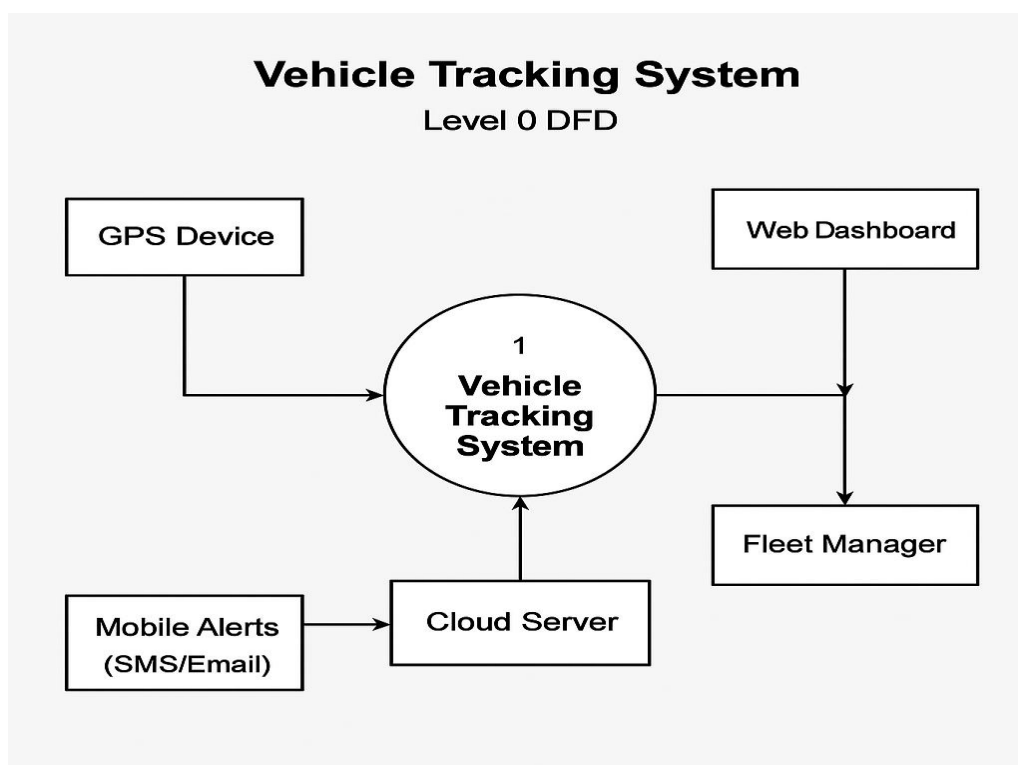 Vehicle Tracking System
Level 0 DFD
GPS Device
Web Dashboard
1
Vehicle
Tracking
System
Fleet Manager
Cloud Server
Mobile Alerts
(SMS/Email)